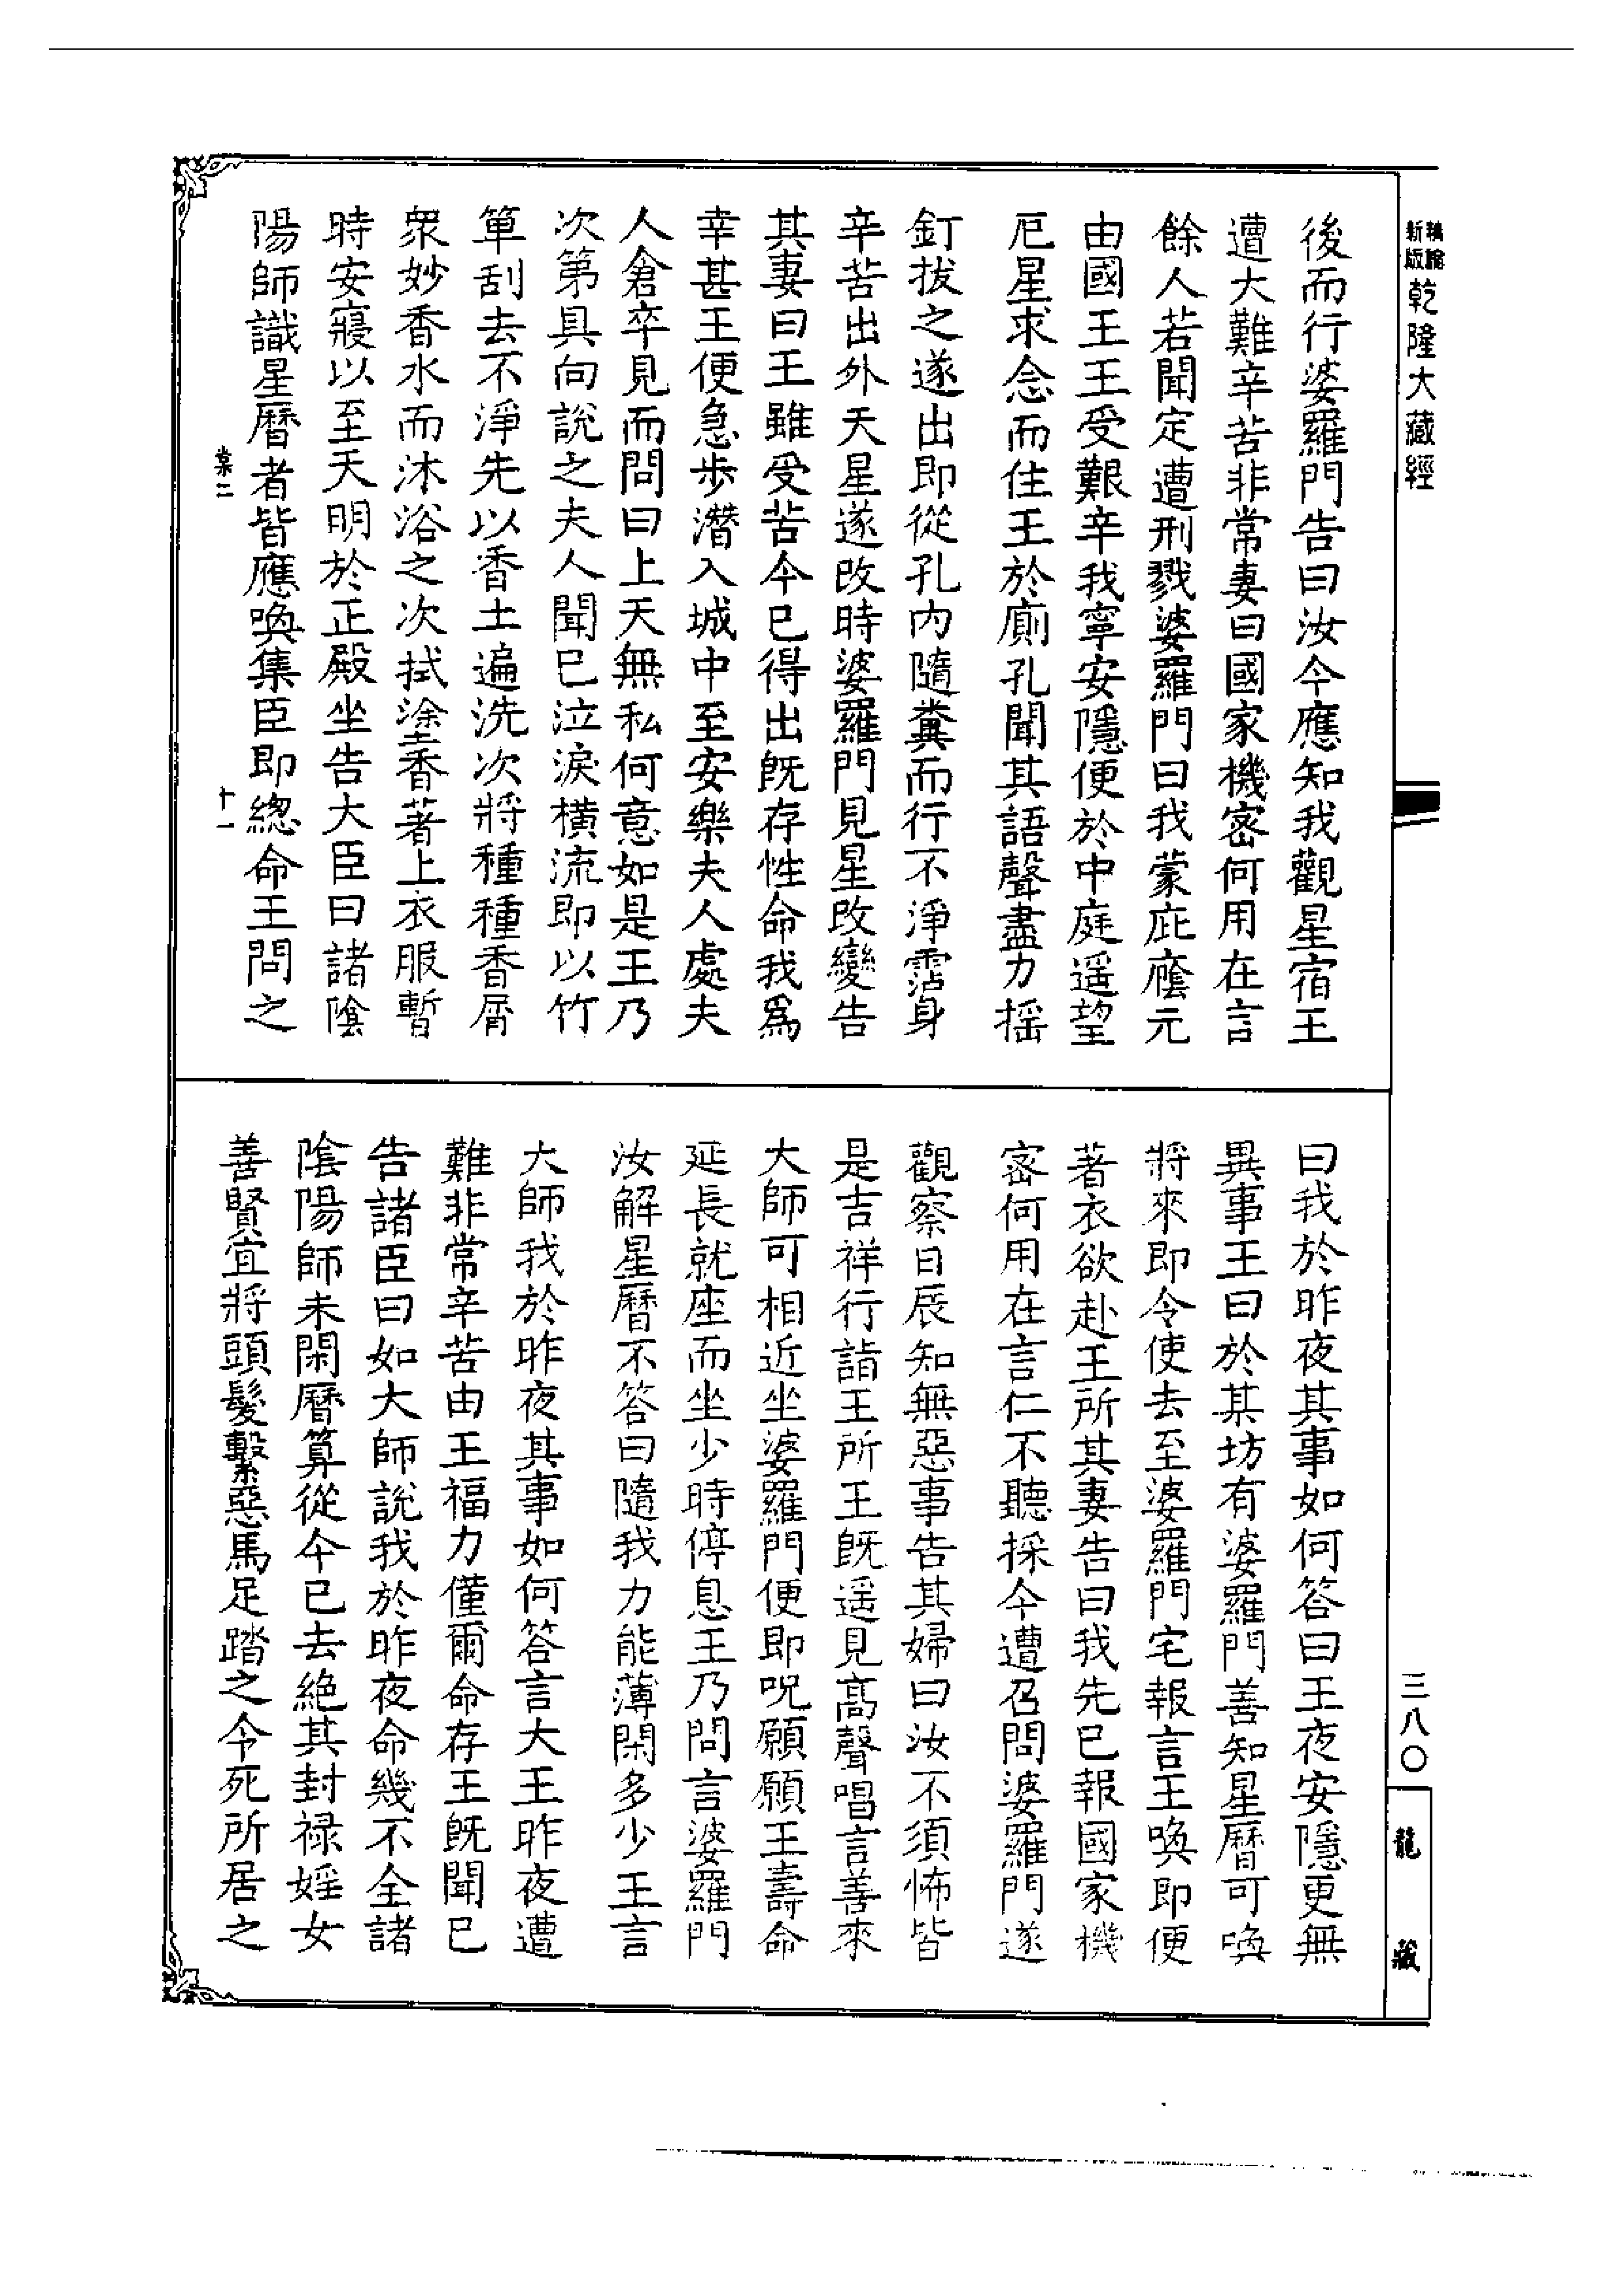 新版
乾隆大藏經
後而行婆羅門告曰汝今應知我觀星宿王
遭大難辛苦非常妻曰國家機密何用在言
餘人若聞定遭刑戮婆羅門曰我蒙庇廕元
由國王王受艱辛我寧安隱便於中庭遥望
厄星求念而住王於廁孔聞其語聲盡力摇
釘拔之遂出即從孔内隨糞而行不淨霑身
辛苦出外天星遂改時婆羅門見星改變告
其妻曰王雖受苦今巳得出旣存性命我爲
幸甚王便急步潛入城中至安樂夫人處夫
人倉卒見而問曰上天無私何意如是王乃
次第具向說之夫人聞巳泣淚橫流即以竹
箄刮去不淨先以香土遍洗次將種種香屑
衆妙香水而沐浴之次拭塗香著上衣服暫
時安寢以至天明於正殿坐告大臣曰諸隂
陽師識星曆者皆應喚集臣即總命王問之
棠二
十一
曰我於昨夜其事如何答曰王夜安隱更無
異事王曰於某坊有婆羅門善知星曆可喚
將來即令使去至婆羅門宅報言王喚即便
著衣欲赴王所其妻告曰我先巳報國家機
密何用在言仁不聽採今遭召問婆羅門遂
觀察日辰知無惡事告其婦曰汝不須怖皆
是吉祥行詣王所王旣遥見高聲唱言善來
大師可相近坐婆羅門便即呪願願王壽命
延長就座而坐少時停息王乃問言婆羅門
汝解星曆不答曰隨我力能薄閑多少王言
大師我於昨夜其事如何答言大王昨夜遭
難非常辛苦由王福力僅爾命存王旣聞巳
告諸臣曰如大師說我於昨夜命幾不全諸
隂陽師未閑曆算從今已去絶其封禄婬女
善賢宜將頭髮繫惡馬足踏之令死所居之
三八〇
龍藏